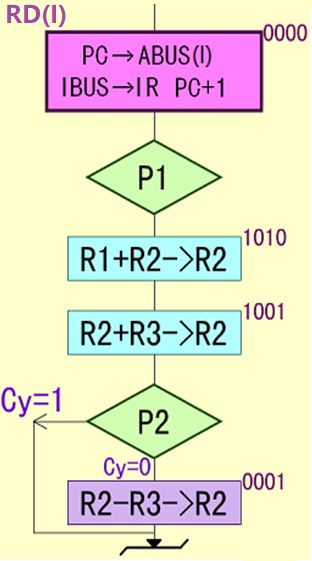 RD(I)
0000
PC→ABUS(I)
IBUS→IR PC+1
P1
1010
R1+R2->R2
1001
R2+R3->R2
Cy=1
P2
Cy=0
0001
R2-R3->R2